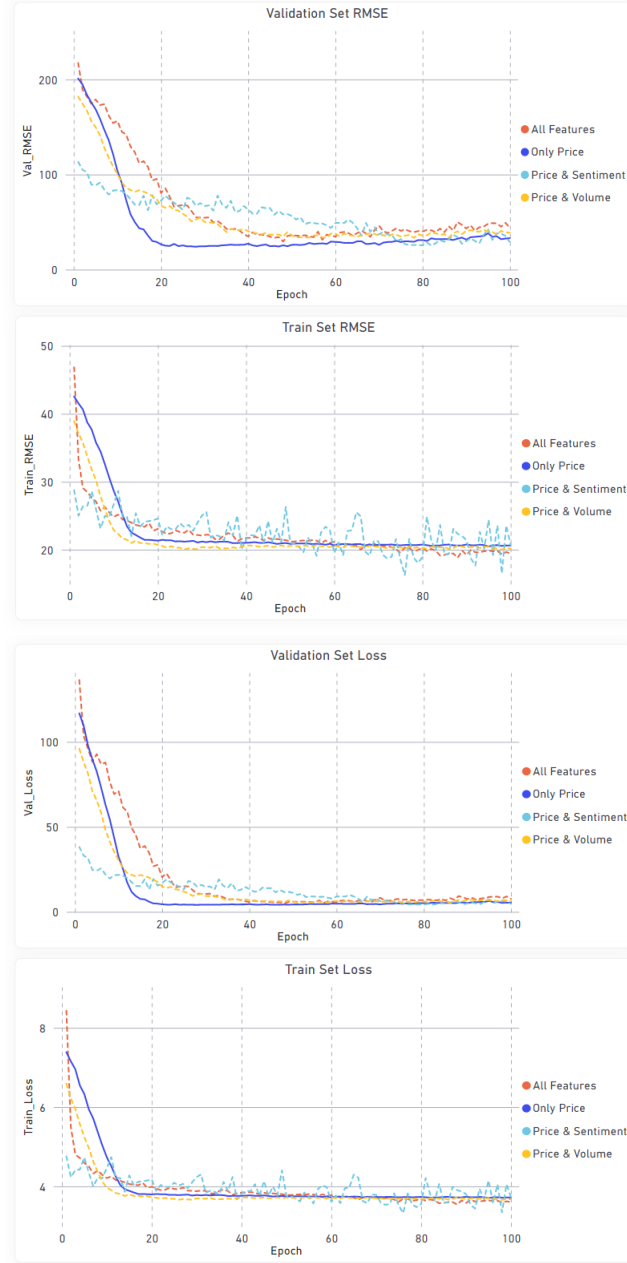 Validation Set RMSE
200
100
0
Val_RMSE
0 20 40 60 80 100
Epoch
All Features
Only Price
Price & Sentiment
Price & Volume
Train Set RMSE
50
40
30
20
Train_RMSE
0 20 40 60 80 100
Epoch
All Features
Only Price
Price & Sentiment
Price & Volume
Validation Set Loss
100
50
0
Val_Loss
0 20 40 60 80 100
Epoch
All Features
Only Price
Price & Sentiment
Price & Volume
Train Set Loss
8
6
4
Train_Loss
0 20 40 60 80 100
Epoch
All Features
Only Price
Price & Sentiment
Price & Volume